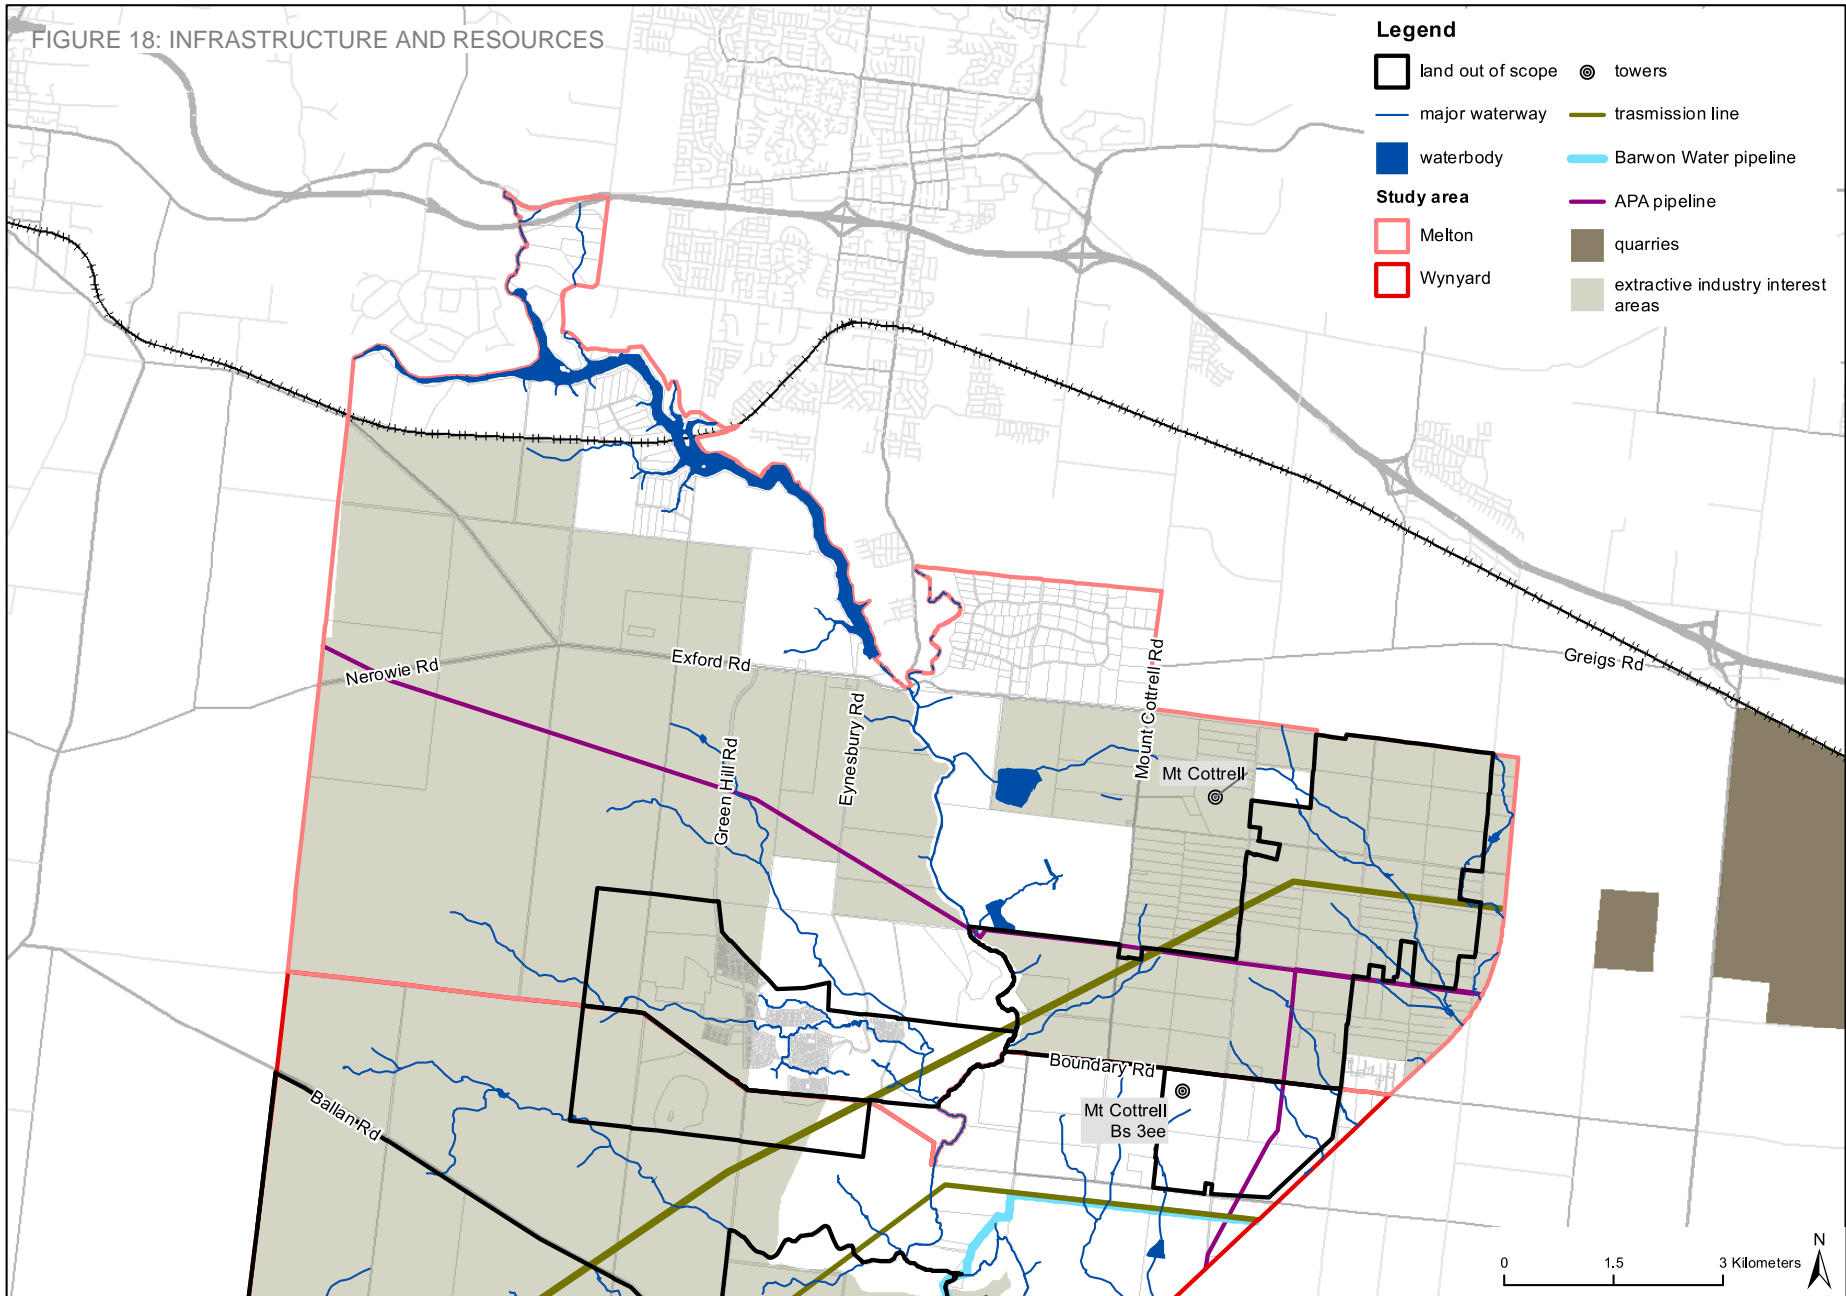 FIGURE 18: INFRASTRUCTURE AND RESOURCES
Legend
land out of scope
towers
major waterway
trasmission line
waterbody
Barwon Water pipeline
Study area
APA pipeline
Melton
quarries
Wynyard
extractive industry interest
areas
Nerowie Rd
Exford Rd
Greigs Rd
Mount Cottrell Rd
Eynesbury Rd
Green Hill Rd
Mt Cottrell
Boundary Rd
Ballan Rd
Mt Cottrell
Bs 3ee
N
0 1.5 3 Kilometers